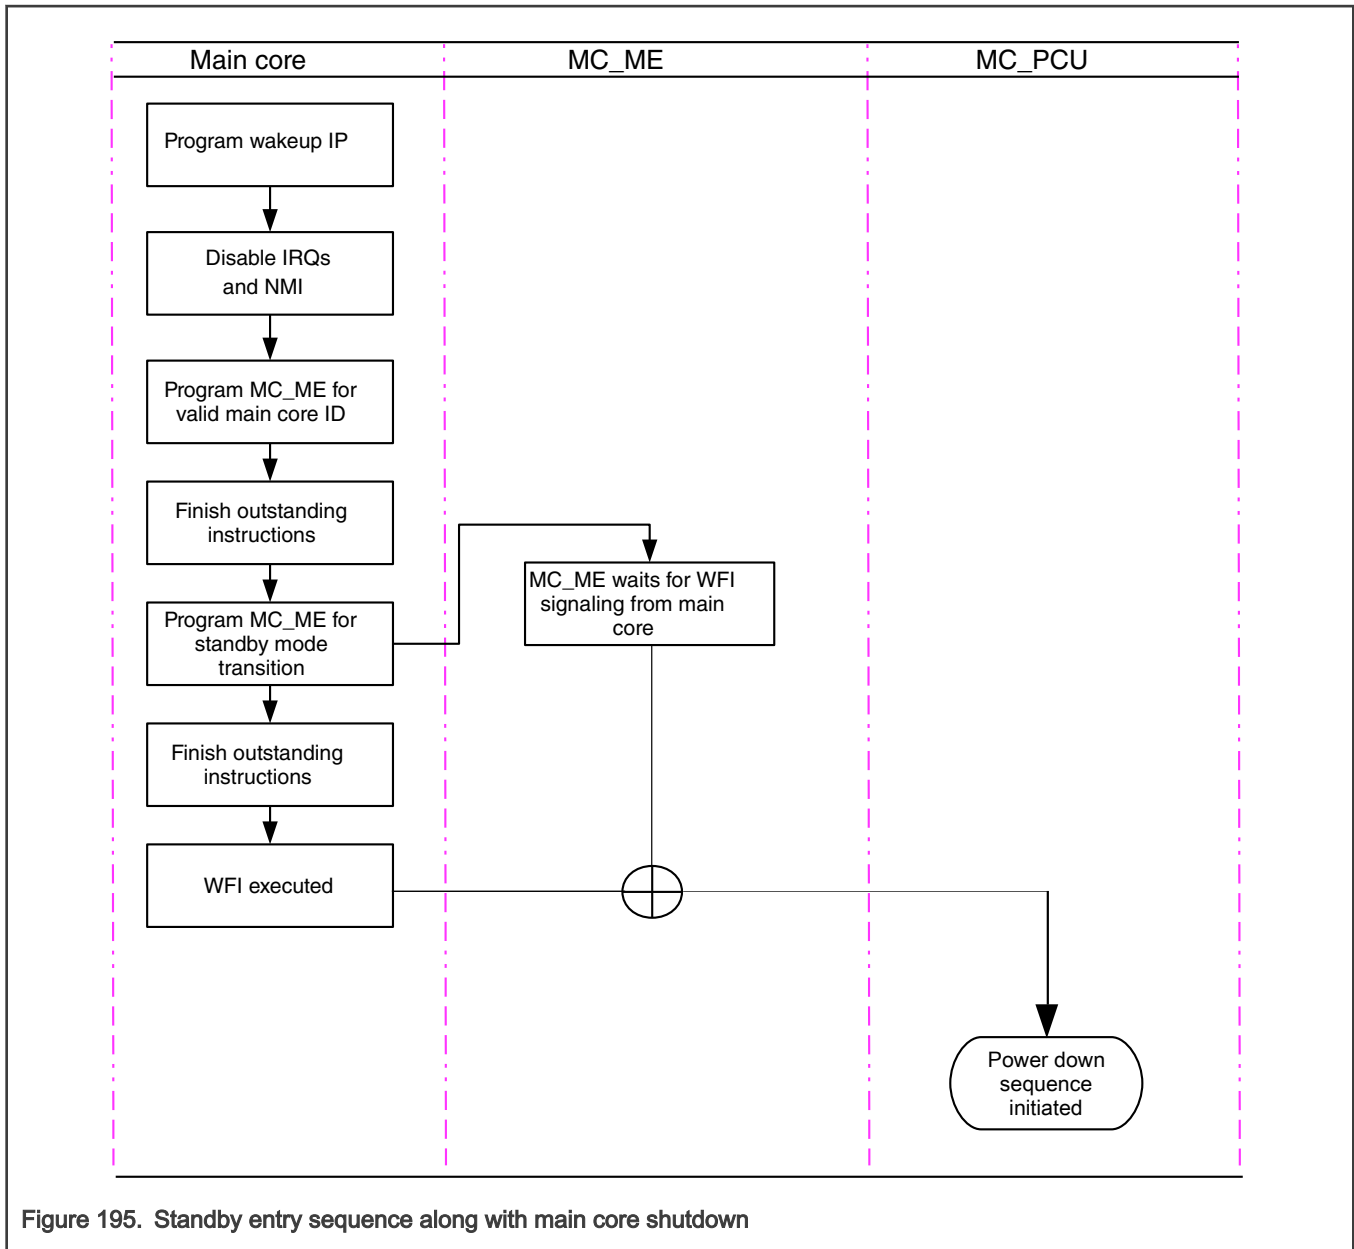 Main core
MC_ME
MC_PCU
Program wakeup IP
Disable IRQs
and NMI
Program MC_ME for
valid main core ID
Finish outstanding
instructions
Program MC_ME for
standby mode
transition
Finish outstanding
instructions
WFI executed
MC_ME waits for WFI
signaling from main
core
Power down
sequence
initiated
Figure 195. Standby entry sequence along with main core shutdown